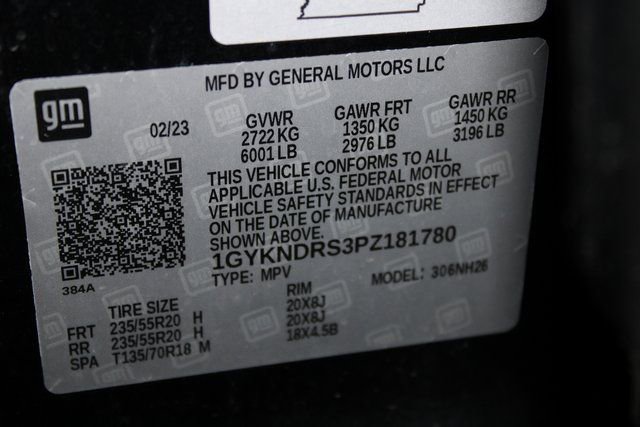 MFD BY GENERAL MOTORS LLC
gm
02/23
GVWR GAWR FRT GAWR RR
2722 KG 1350 KG 1450 KG
6001 LB 2976 LB 3196 LB
THIS VEHICLE CONFORMS TO ALL
APPLICABLE U.S. FEDERAL MOTOR
VEHICLE SAFETY STANDARDS IN EFFECT
ON THE DATE OF MANUFACTURE
SHOWN ABOVE.
1GYKNDRS3PZ181780
TYPE: MPV MODEL: 306NH26
384A
TIRE SIZE RIM
FRT 235/55R20 H 20X8J
RR 235/55R20 H 20X8J
SPA T135/70R18 M 18X4.5B